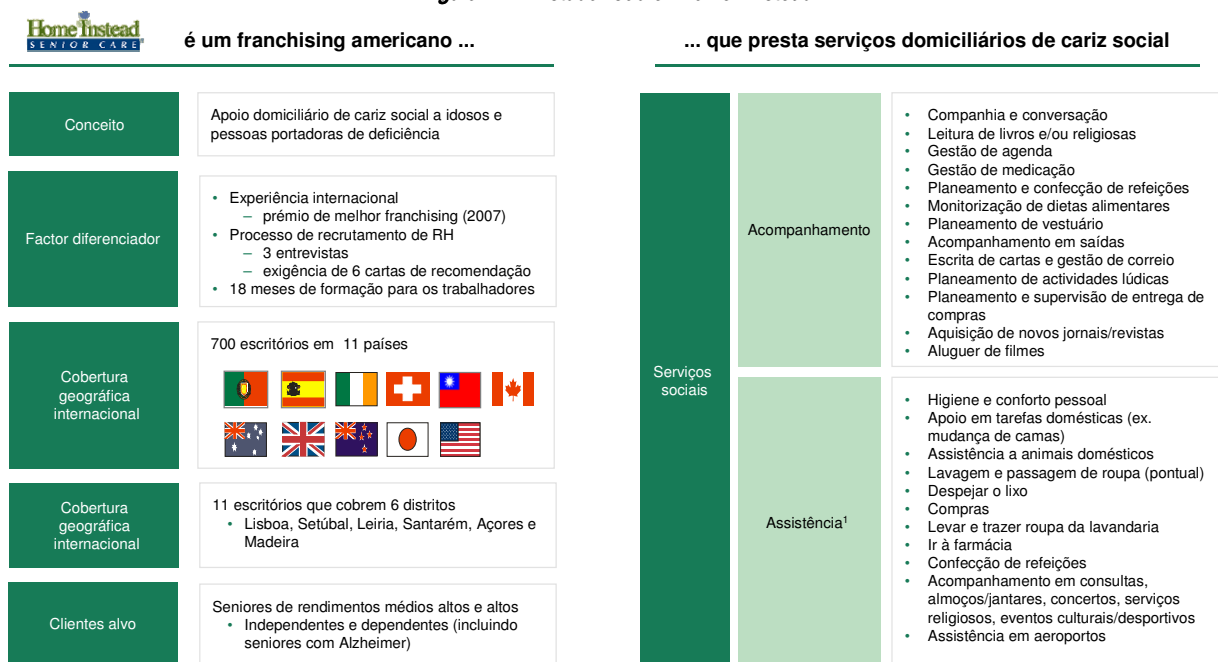 Home Instead
SENIOR CARE
é um franchising americano ...
Conceito
Apoio domiciliário de cariz social a idosos e
pessoas portadoras de deficiência
Factor diferenciador
• Experiência internacional
– prémio de melhor franchising (2007)
• Processo de recrutamento de RH
– 3 entrevistas
– exigência de 6 cartas de recomendação
• 18 meses de formação para os trabalhadores
Cobertura
geográfica
internacional
700 escritórios em 11 países
Cobertura
geográfica
internacional
11 escritórios que cobrem 6 distritos
• Lisboa, Setúbal, Leiria, Santarém, Açores e
Madeira
Clientes alvo
Seniores de rendimentos médios altos e altos
• Independentes e dependentes (incluindo
seniores com Alzheimer)
... que presta serviços domiciliários de cariz social
Serviços
sociais
Acompanhamento
• Companhia e conversação
• Leitura de livros e/ou religiosas
• Gestão de agenda
• Gestão de medicação
• Planeamento e confecção de refeições
• Monitorização de dietas alimentares
• Planeamento de vestuário
• Acompanhamento em saídas
• Escrita de cartas e gestão de correio
• Planeamento de actividades lúdicas
• Planeamento e supervisão de entrega de
compras
• Aquisição de novos jornais/revistas
• Aluguer de filmes
Assistência¹
• Higiene e conforto pessoal
• Apoio em tarefas domésticas (ex.
mudança de camas)
• Assistência a animais domésticos
• Lavagem e passagem de roupa (pontual)
• Despejar o lixo
• Compras
• Levar e trazer roupa da lavandaria
• Ir à farmácia
• Confecção de refeições
• Acompanhamento em consultas,
almoços/jantares, concertos, serviços
religiosos, eventos culturais/desportivos
• Assistência em aeroportos